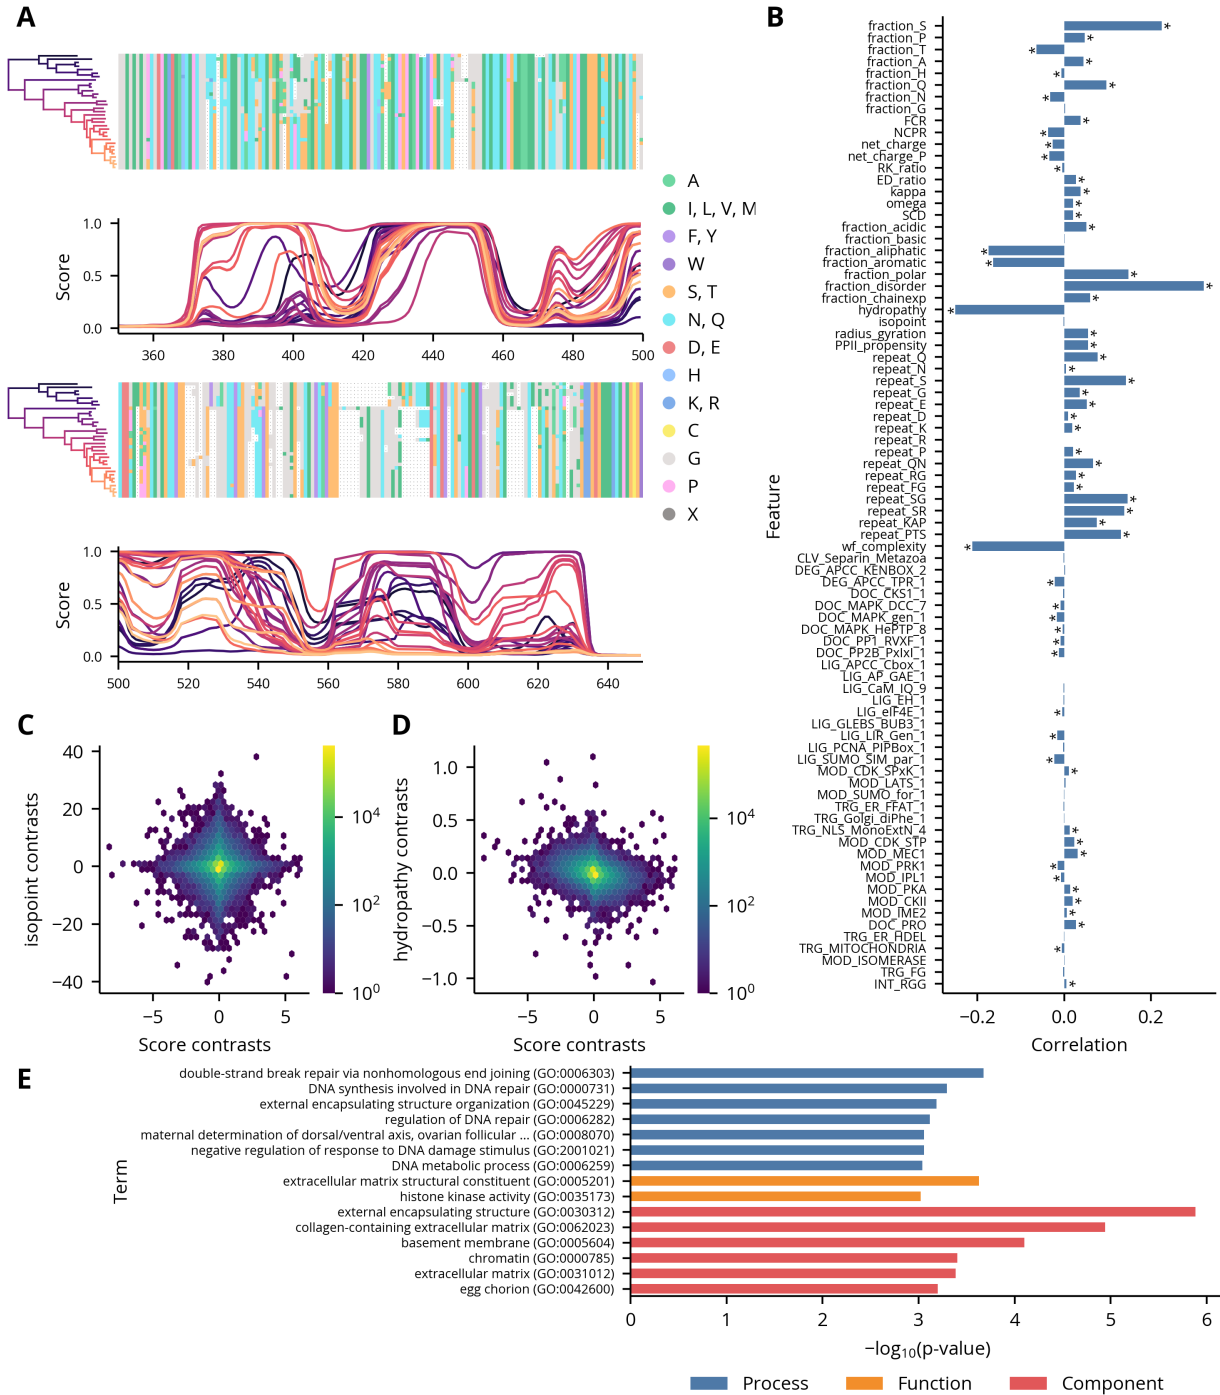 A
Score
1.0
0.5
0.0
360
380
400
420
440
460
480
500
A
I, L, V, M
F, Y
W
S, T
N, Q
D, E
H
K, R
C
G
P
X
Score
1.0
0.5
0.0
500
520
540
560
580
600
620
640
B
Feature
fraction_S
fraction_P
fraction_T
fraction_A
fraction_H
fraction_Q
fraction_N
fraction_G
FCR
NCPR
net_charge
net_charge_P
RK_ratio
ED_ratio
kappa
omega
SCD
fraction_acidic
fraction_basic
fraction_aliphatic
fraction_aromatic
fraction_polar
fraction_disorder
fraction_chainexp
hydropathy
isopoint
radius_gyration
PPII_propensity
repeat_Q
repeat_N
repeat_S
repeat_G
repeat_E
repeat_D
repeat_K
repeat_R
repeat_P
repeat_QN
repeat_RG
repeat_FG
repeat_SG
repeat_SR
repeat_KAP
repeat_PTS
wf_complexity
CLV_Separin_Metazoa
DEG_APCC_KENBOX_2
DEG_APCC_TPR_1
DOC_CKS1_1
DOC_MAPK_DCC_7
DOC_MAPK_gen_1
DOC_MAPK_HePTP_8
DOC_PP1_RVXF_1
DOC_PP2B_PxIxI_1
LIG_APCC_Cbox_1
LIG_AP_GAE_1
LIG_CaM_IQ_9
LIG_EH_1
LIG_eIF4E_1
LIG_GLEBS_BUB3_1
LIG_LIR_Gen_1
LIG_PCNA_PIPBox_1
LIG_SUMO_SIM_par_1
MOD_CDK_SPxK_1
MOD_LATS_1
MOD_SUMO_for_1
TRG_ER_FFAT_1
TRG_Golgi_diPhe_1
TRG_NLS_MonoExtN_4
MOD_CDK_STP
MOD_MEC1
MOD_PRK1
MOD_IPL1
MOD_PKA
MOD_CKII
MOD_IME2
DOC_PRO
TRG_ER_HDEL
TRG_MITOCHONDRIA
MOD_ISOMERASE
TRG_FG
INT_RGG
−0.2
0.0
0.2
Correlation
C
isopoint contrasts
40
20
0
−20
−40
−5
0
5
Score contrasts
10⁴
10²
10⁰
D
hydropathy contrasts
1.0
0.5
0.0
−0.5
−1.0
−5
0
5
Score contrasts
10⁴
10²
10⁰
E
Term
double-strand break repair via nonhomologous end joining (GO:0006303)
DNA synthesis involved in DNA repair (GO:0000731)
external encapsulating structure organization (GO:0045229)
regulation of DNA repair (GO:0006282)
maternal determination of dorsal/ventral axis, ovarian follicular ... (GO:0008070)
negative regulation of response to DNA damage stimulus (GO:2001021)
DNA metabolic process (GO:0006259)
extracellular matrix structural constituent (GO:0005201)
histone kinase activity (GO:0035173)
external encapsulating structure (GO:0030312)
collagen-containing extracellular matrix (GO:0062023)
basement membrane (GO:0005604)
chromatin (GO:0000785)
extracellular matrix (GO:0031012)
egg chorion (GO:0042600)
0
1
2
3
4
5
6
−log₁₀(p-value)
Process
Function
Component